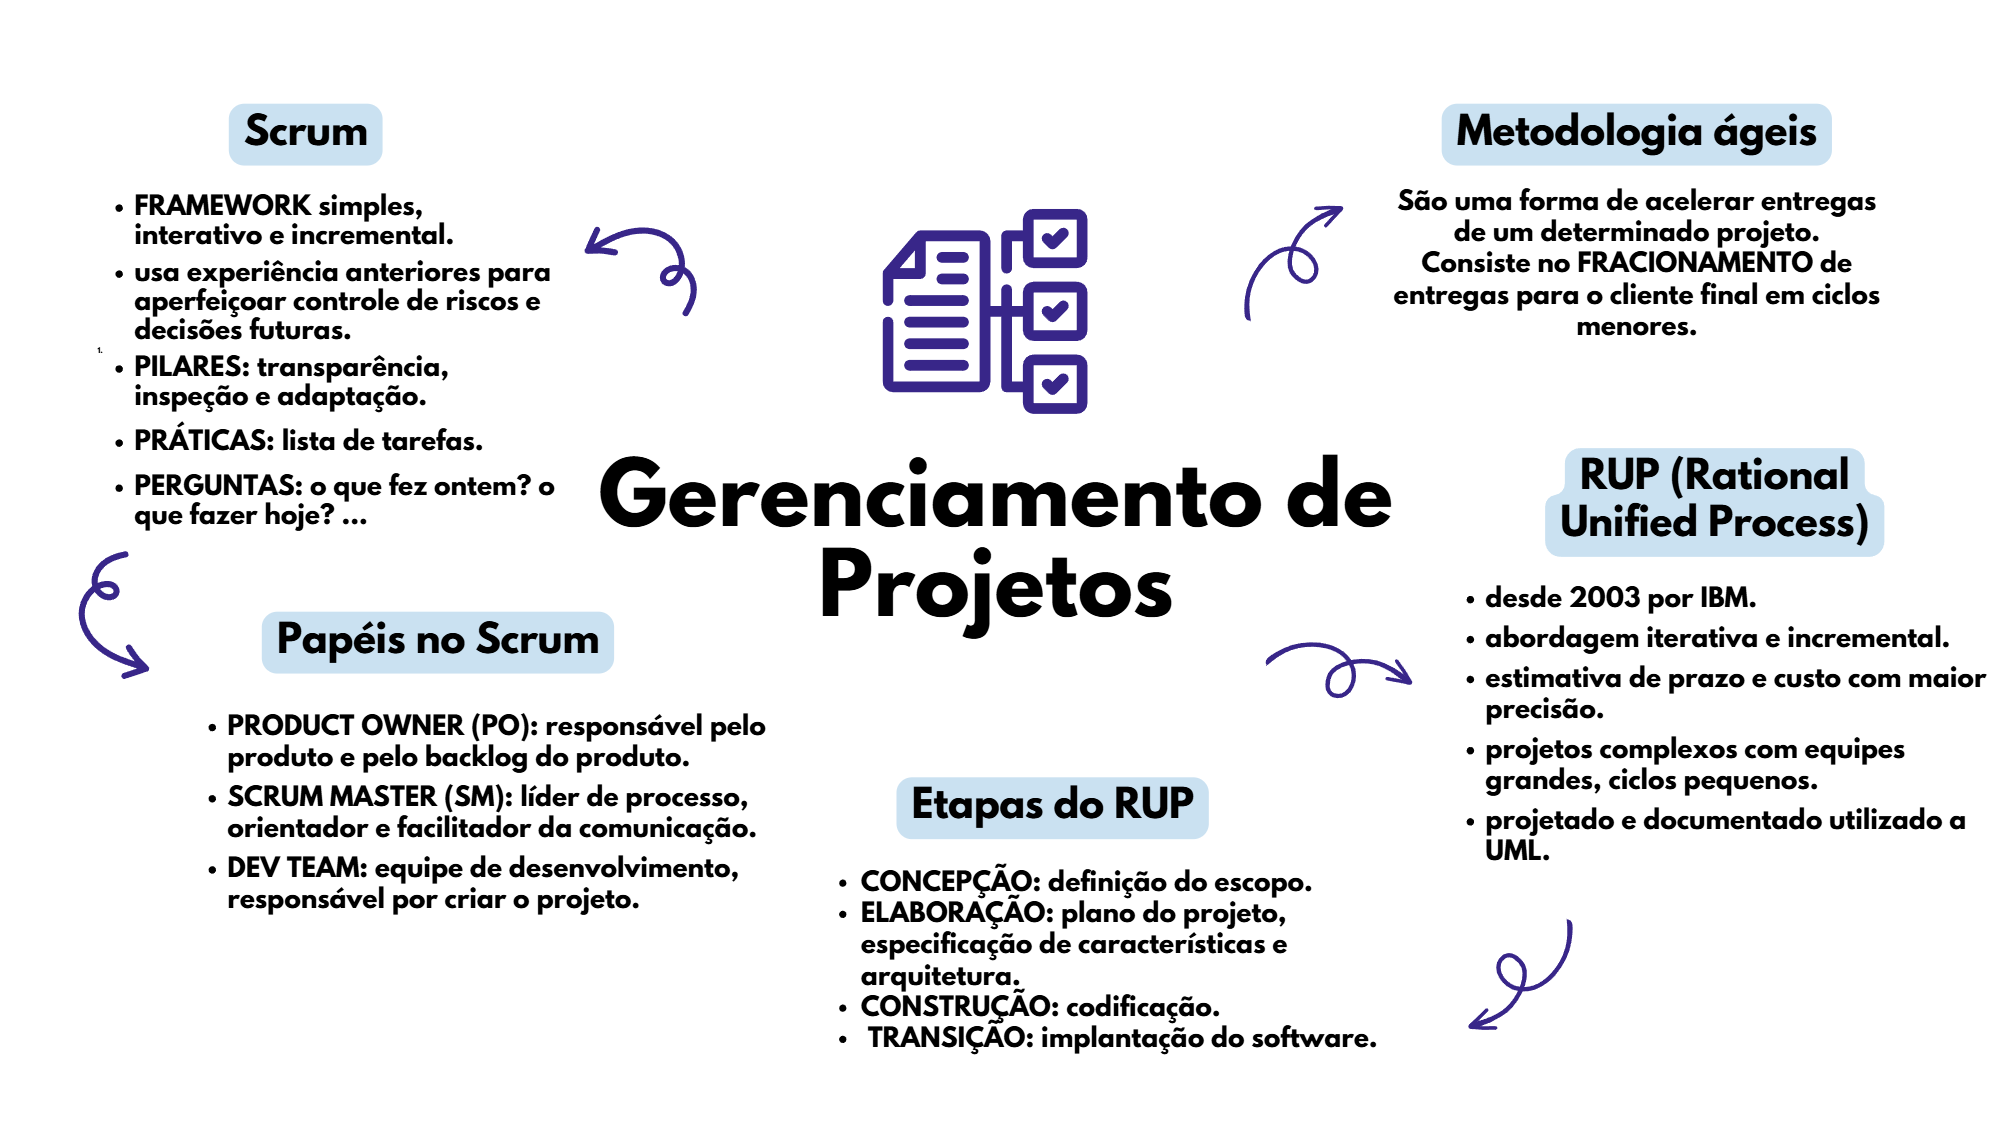 Scrum
• FRAMEWORK simples,
interativo e incremental.
• usa experiência anteriores para
aperfeiçoar controle de riscos e
decisões futuras.
1.
• PILARES: transparência,
inspeção e adaptação.
• PRÁTICAS: lista de tarefas.
• PERGUNTAS: o que fez ontem? o
que fazer hoje? ...
Papéis no Scrum
• PRODUCT OWNER (PO): responsável pelo
produto e pelo backlog do produto.
• SCRUM MASTER (SM): líder de processo,
orientador e facilitador da comunicação.
• DEV TEAM: equipe de desenvolvimento,
responsável por criar o projeto.
Gerenciamento de
Projetos
Metodologia ágeis
São uma forma de acelerar entregas
de um determinado projeto.
Consiste no FRACIONAMENTO de
entregas para o cliente final em ciclos
menores.
RUP (Rational
Unified Process)
• desde 2003 por IBM.
• abordagem iterativa e incremental.
• estimativa de prazo e custo com maior
precisão.
• projetos complexos com equipes
grandes, ciclos pequenos.
• projetado e documentado utilizado a
UML.
Etapas do RUP
• CONCEPÇÃO: definição do escopo.
• ELABORAÇÃO: plano do projeto,
especificação de características e
arquitetura.
• CONSTRUÇÃO: codificação.
• TRANSIÇÃO: implantação do software.